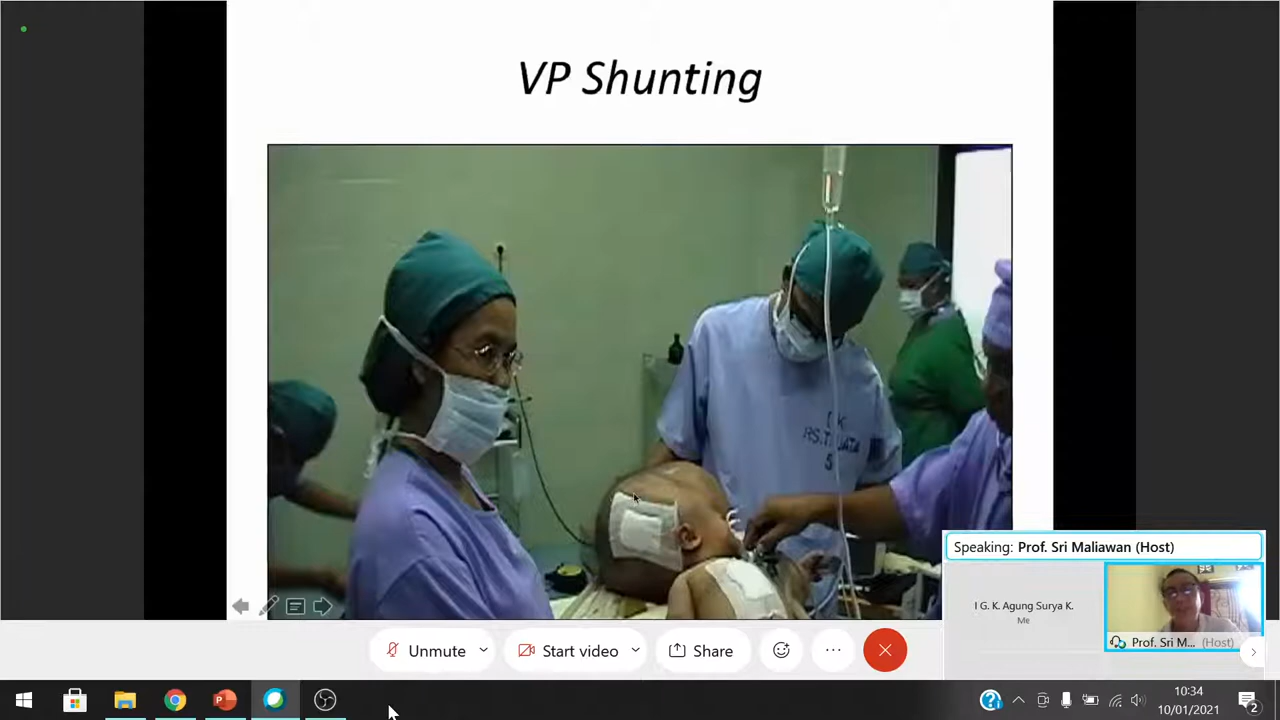 VP Shunting
Speaking: Prof. Sri Maliawan (Host)
I G. K. Agung Surya K.
Me
Prof. Sri M... (Host)
Unmute
Start video
Share
10:34
10/01/2021
2